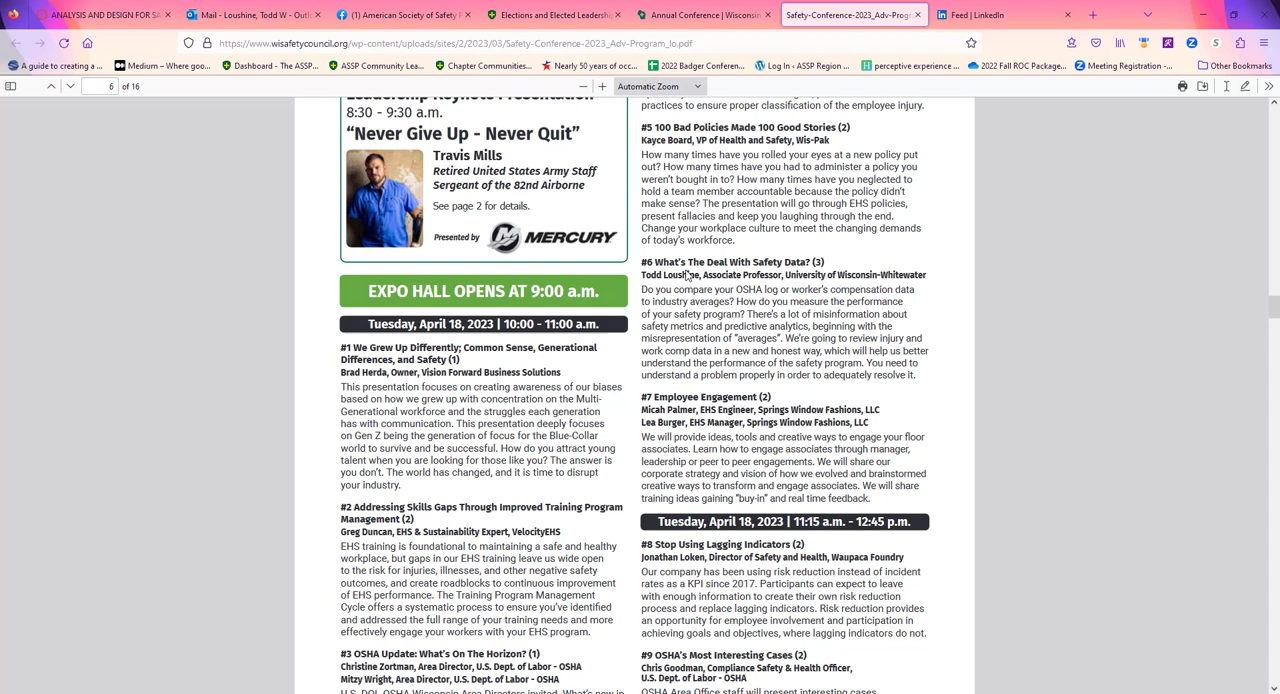 ANALYSIS AND DESIGN FOR SA
Mail - Loushine, Todd W - Outl
(1) American Society of Safety P
Elections and Elected Leadershi
Annual Conference | Wisconsin
Safety-Conference-2023_Adv-Progr
Feed | LinkedIn
https://www.wisafetycouncil.org/wp-content/uploads/sites/2/2023/03/Safety-Conference-2023_Adv-Program_lo.pdf
A guide to creating a ...
Medium – Where goo...
Dashboard - The ASSP...
ASSP Community Lea...
Chapter Communities...
Nearly 50 years of occ...
2022 Badger Conferen...
Log In ‹ ASSP Region ...
perceptive experience ...
2022 Fall ROC Package...
Meeting Registration -...
Other Bookmarks
6 of 16
Automatic Zoom
Leadership Keynote Presentation
8:30 - 9:30 a.m.
“Never Give Up - Never Quit”
Travis Mills
Retired United States Army Staff
Sergeant of the 82nd Airborne
See page 2 for details.
Presented by MERCURY
EXPO HALL OPENS AT 9:00 a.m.
Tuesday, April 18, 2023 | 10:00 - 11:00 a.m.
#1 We Grew Up Differently; Common Sense, Generational
Differences, and Safety (1)
Brad Herda, Owner, Vision Forward Business Solutions
This presentation focuses on creating awareness of our biases
based on how we grew up with concentration on the Multi-
Generational workforce and the struggles each generation
has with communication. This presentation deeply focuses
on Gen Z being the generation of focus for the Blue-Collar
world to survive and be successful. How do you attract young
talent when you are looking for those like you? The answer is
you don’t. The world has changed, and it is time to disrupt
your industry.
#2 Addressing Skills Gaps Through Improved Training Program
Management (2)
Greg Duncan, EHS & Sustainability Expert, VelocityEHS
EHS training is foundational to maintaining a safe and healthy
workplace, but gaps in our EHS training leave us wide open
to the risk for injuries, illnesses, and other negative safety
outcomes, and create roadblocks to continuous improvement
of EHS performance. The Training Program Management
Cycle offers a systematic process to ensure you’ve identified
and addressed the full range of your training needs and more
effectively engage your workers with your EHS program.
#3 OSHA Update: What’s On The Horizon? (1)
Christine Zortman, Area Director, U.S. Dept. of Labor - OSHA
Mitzy Wright, Area Director, U.S. Dept. of Labor - OSHA
U.S. DOL OSHA Wisconsin Area Directors invited. What’s new in
practices to ensure proper classification of the employee injury.
#5 100 Bad Policies Made 100 Good Stories (2)
Kayce Board, VP of Health and Safety, Wis-Pak
How many times have you rolled your eyes at a new policy put
out? How many times have you had to administer a policy you
weren’t bought in to? How many times have you neglected to
hold a team member accountable because the policy didn’t
make sense? The presentation will go through EHS policies,
present fallacies and keep you laughing through the end.
Change your workplace culture to meet the changing demands
of today’s workforce.
#6 What’s The Deal With Safety Data? (3)
Todd Loushine, Associate Professor, University of Wisconsin-Whitewater
Do you compare your OSHA log or worker’s compensation data
to industry averages? How do you measure the performance
of your safety program? There’s a lot of misinformation about
safety metrics and predictive analytics, beginning with the
misrepresentation of “averages”. We’re going to review injury and
work comp data in a new and honest way, which will help us better
understand the performance of the safety program. You need to
understand a problem properly in order to adequately resolve it.
#7 Employee Engagement (2)
Micah Palmer, EHS Engineer, Springs Window Fashions, LLC
Lea Burger, EHS Manager, Springs Window Fashions, LLC
We will provide ideas, tools and creative ways to engage your floor
associates. Learn how to engage associates through manager,
leadership or peer to peer engagements. We will share our
corporate strategy and vision of how we evolved and brainstormed
creative ways to transform and engage associates. We will share
training ideas gaining “buy-in” and real time feedback.
Tuesday, April 18, 2023 | 11:15 a.m. - 12:45 p.m.
#8 Stop Using Lagging Indicators (2)
Jonathan Loken, Director of Safety and Health, Waupaca Foundry
Our company has been using risk reduction instead of incident
rates as a KPI since 2017. Participants can expect to leave
with enough information to create their own risk reduction
process and replace lagging indicators. Risk reduction provides
an opportunity for employee involvement and participation in
achieving goals and objectives, where lagging indicators do not.
#9 OSHA’s Most Interesting Cases (2)
Chris Goodman, Compliance Safety & Health Officer,
U.S. Dept. of Labor - OSHA
OSHA Area Office staff will present interesting cases